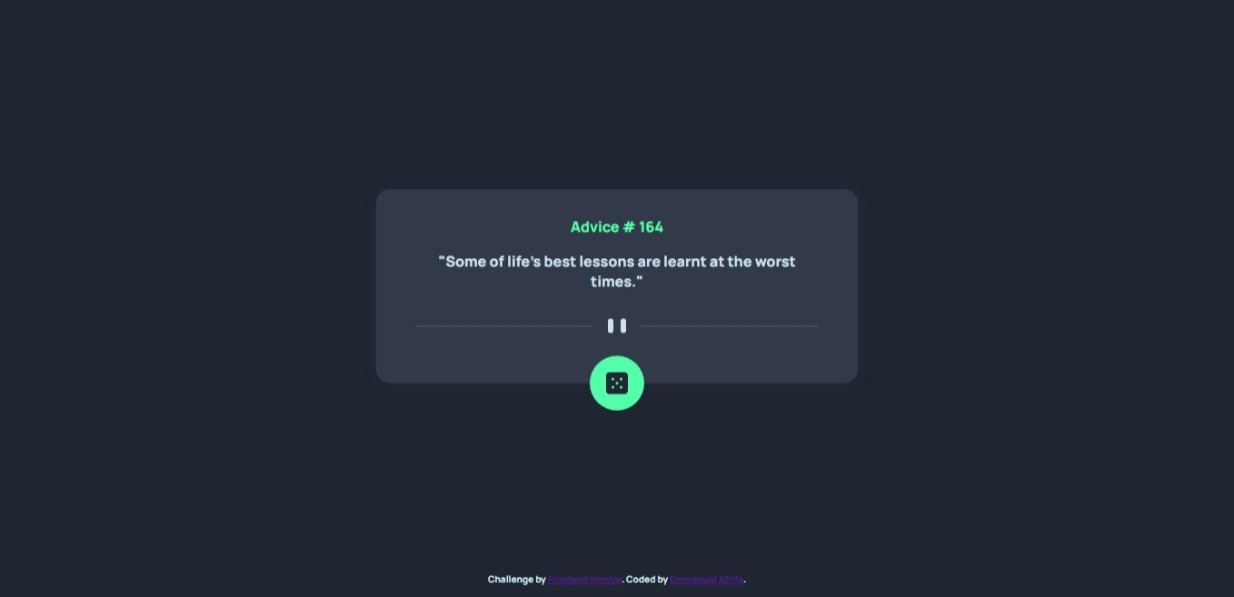 Advice # 164
"Some of life's best lessons are learnt at the worst
times."
Challenge by Frontend Mentor. Coded by Emmanuel Afrifa.